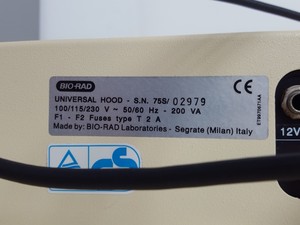 BIO-RAD
UNIVERSAL HOOD - S.N. 75S/ 02979
100/115/230 V ~ 50/60 Hz - 200 VA
F1 - F2 Fuses type T 2 A
Made by: BIO-RAD Laboratories - Segrate (Milan) Italy
CE
12V